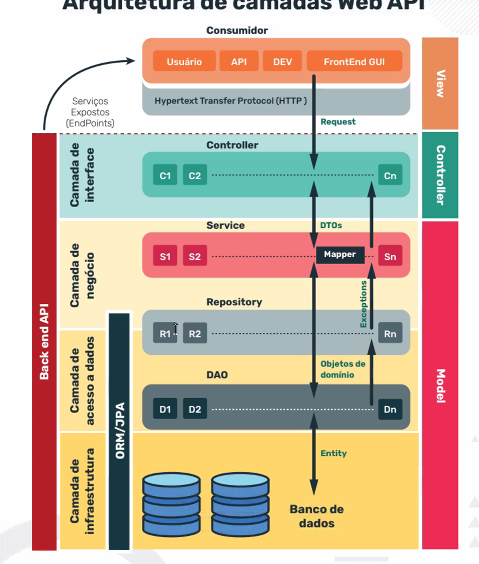 Arquitetura de camadas Web API
Consumidor
Usuário
API
DEV
FrontEnd GUI
View
Hypertext Transfer Protocol (HTTP )
Serviços
Expostos
(EndPoints)
Request
Controller
Camada de
interface
C1
C2
Cn
Controller
DTOs
Service
Camada de
negócio
S1
S2
Mapper
Sn
Exceptions
Repository
R1
R2
Rn
Back end API
Camada de
acesso a dados
ORM/JPA
Objetos de
domínio
Model
DAO
D1
D2
Dn
Camada de
infraestrutura
Entity
Banco de
dados